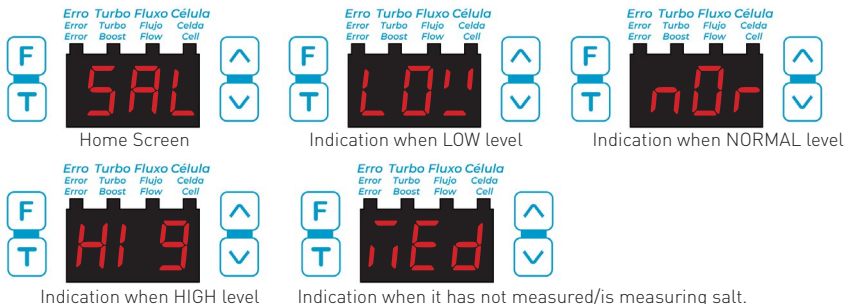 Erro Turbo Fluxo Célula
Error Turbo Flujo Celda
Error Boost Flow Cell
F
T
SAL
Home Screen
Erro Turbo Fluxo Célula
Error Turbo Flujo Celda
Error Boost Flow Cell
F
T
LOW
Indication when LOW level
Erro Turbo Fluxo Célula
Error Turbo Flujo Celda
Error Boost Flow Cell
F
T
nOr
Indication when NORMAL level
Erro Turbo Fluxo Célula
Error Turbo Flujo Celda
Error Boost Flow Cell
F
T
HI g
Indication when HIGH level
Erro Turbo Fluxo Célula
Error Turbo Flujo Celda
Error Boost Flow Cell
F
T
mEd
Indication when it has not measured/is measuring salt.